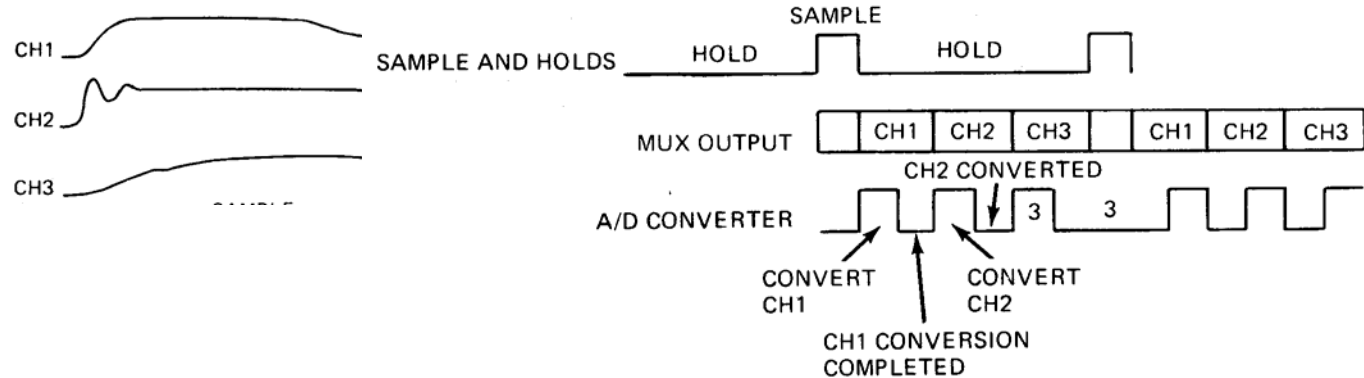 CH1
CH2
CH3
SAMPLE
SAMPLE AND HOLDS
HOLD
HOLD
MUX OUTPUT
CH1
CH2
CH3
CH1
CH2
CH3
CH2 CONVERTED
A/D CONVERTER
3
3
CONVERT
CH1
CONVERT
CH2
CH1 CONVERSION
COMPLETED